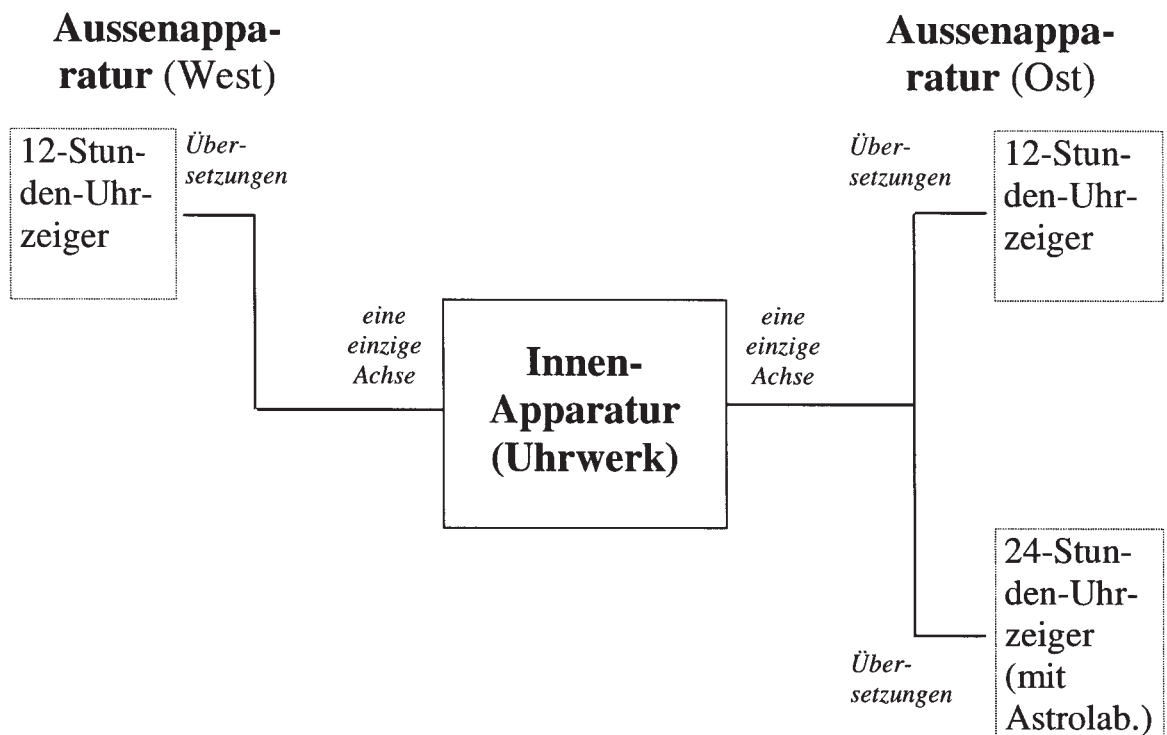 Aussenappa-
ratur (West)
12-Stun-
den-Uhr-
zeiger
Über-
setzungen
eine
einzige
Achse
Innen-
Apparatur
(Uhrwerk)
eine
einzige
Achse
Aussenappa-
ratur (Ost)
Über-
setzungen
12-Stun-
den-Uhr-
zeiger
Über-
setzungen
24-Stun-
den-Uhr-
zeiger
(mit
Astrolab.)